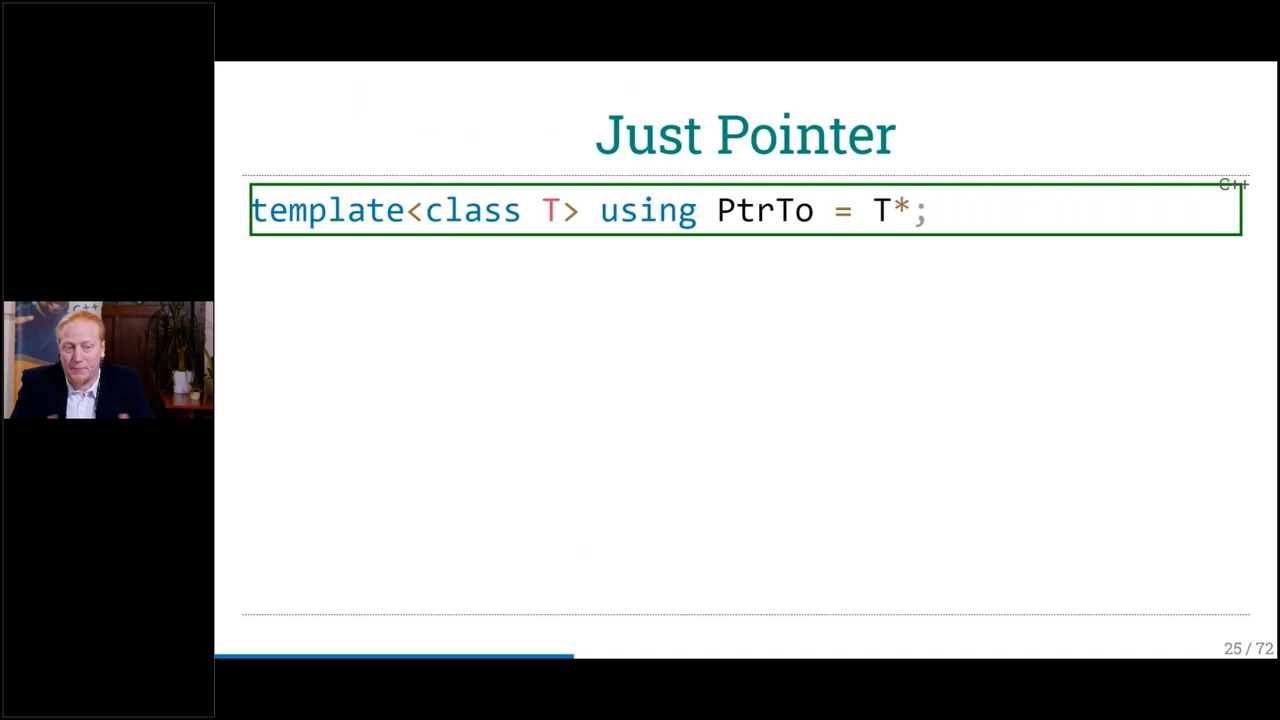 Just Pointer
C++
template<class T> using PtrTo = T*;
C++
25 / 72